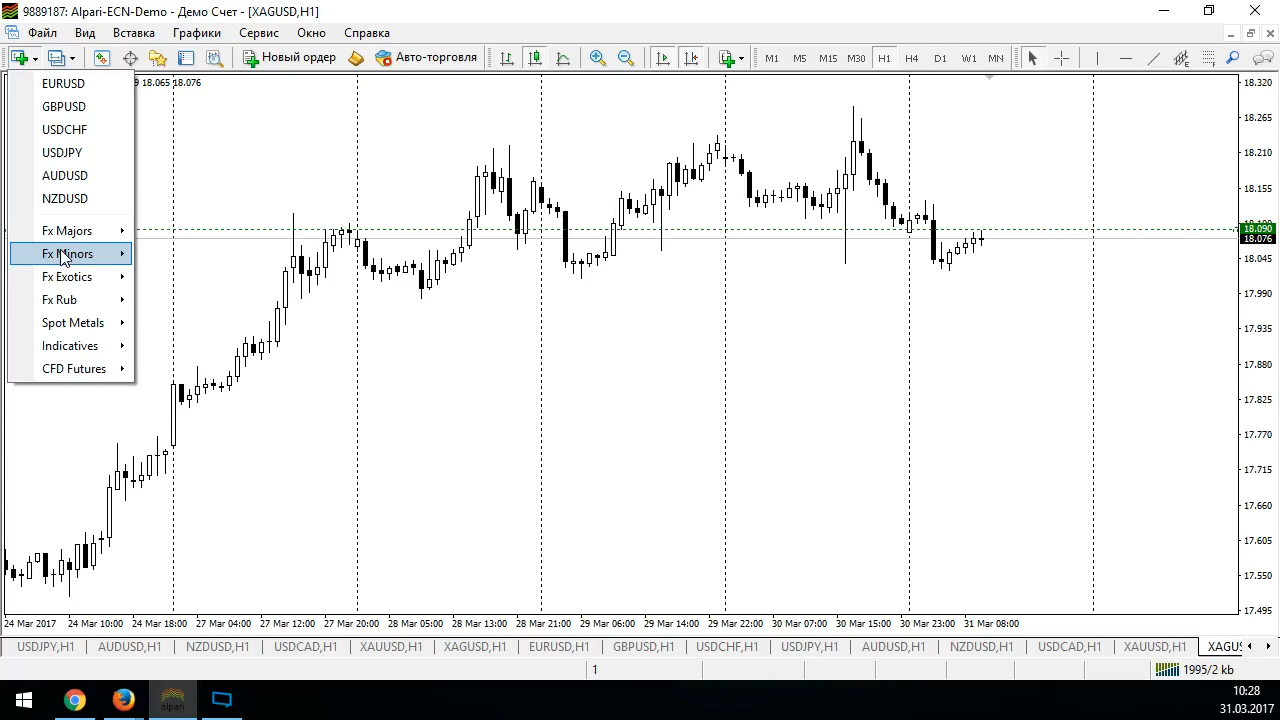 9889187: Alpari-ECN-Demo - Демо Счет - [XAGUSD,H1]
Файл Вид Вставка Графики Сервис Окно Справка
Новый ордер Авто-торговля M1 M5 M15 M30 H1 H4 D1 W1 MN
9 18.065 18.076
EURUSD
GBPUSD
USDCHF
USDJPY
AUDUSD
NZDUSD
Fx Majors
Fx Minors
Fx Exotics
Fx Rub
Spot Metals
Indicatives
CFD Futures
18.320
18.265
18.210
18.155
18.100
18.090
18.076
18.045
17.990
17.935
17.880
17.825
17.770
17.715
17.660
17.605
17.550
17.495
24 Mar 2017 24 Mar 10:00 24 Mar 18:00 27 Mar 04:00 27 Mar 12:00 27 Mar 20:00 28 Mar 05:00 28 Mar 13:00 28 Mar 21:00 29 Mar 06:00 29 Mar 14:00 29 Mar 22:00 30 Mar 07:00 30 Mar 15:00 30 Mar 23:00 31 Mar 08:00
USDJPY,H1 AUDUSD,H1 NZDUSD,H1 USDCAD,H1 XAUUSD,H1 XAGUSD,H1 EURUSD,H1 GBPUSD,H1 USDCHF,H1 USDJPY,H1 AUDUSD,H1 NZDUSD,H1 USDCAD,H1 XAUUSD,H1 XAGUS
1 1995/2 kb
alpari
10:28
31.03.2017